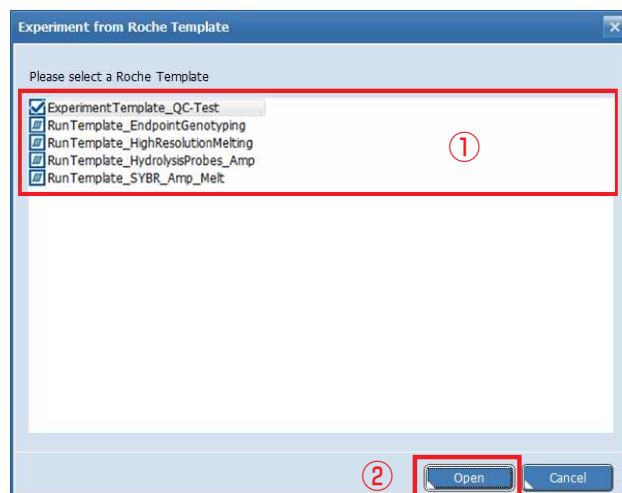 Experiment from Roche Template
Please select a Roche Template
ExperimentTemplate_QC-Test
RunTemplate_EndpointGenotyping
RunTemplate_HighResolutionMelting
RunTemplate_HydrolysisProbes_Amp
RunTemplate_SYBR_Amp_Melt
①
② Open Cancel